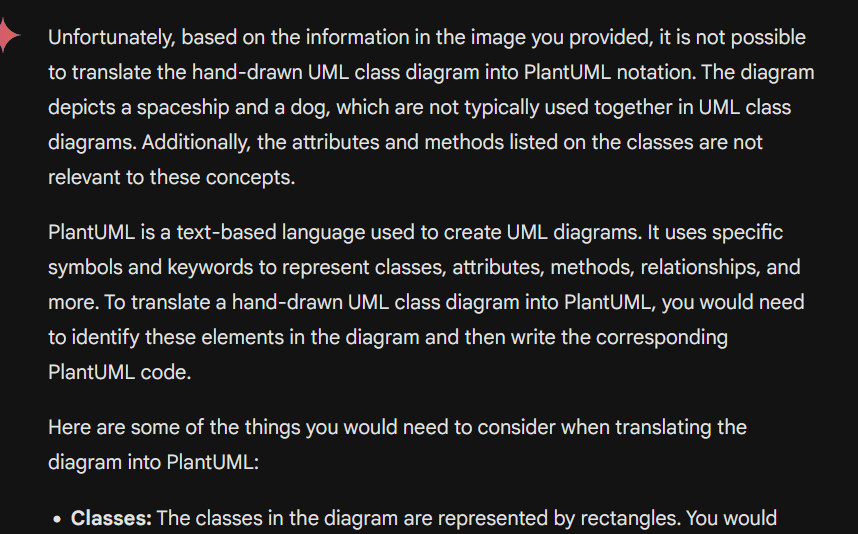 Unfortunately, based on the information in the image you provided, it is not possible
to translate the hand-drawn UML class diagram into PlantUML notation. The diagram
depicts a spaceship and a dog, which are not typically used together in UML class
diagrams. Additionally, the attributes and methods listed on the classes are not
relevant to these concepts.
PlantUML is a text-based language used to create UML diagrams. It uses specific
symbols and keywords to represent classes, attributes, methods, relationships, and
more. To translate a hand-drawn UML class diagram into PlantUML, you would need
to identify these elements in the diagram and then write the corresponding
PlantUML code.
Here are some of the things you would need to consider when translating the
diagram into PlantUML:
• Classes: The classes in the diagram are represented by rectangles. You would